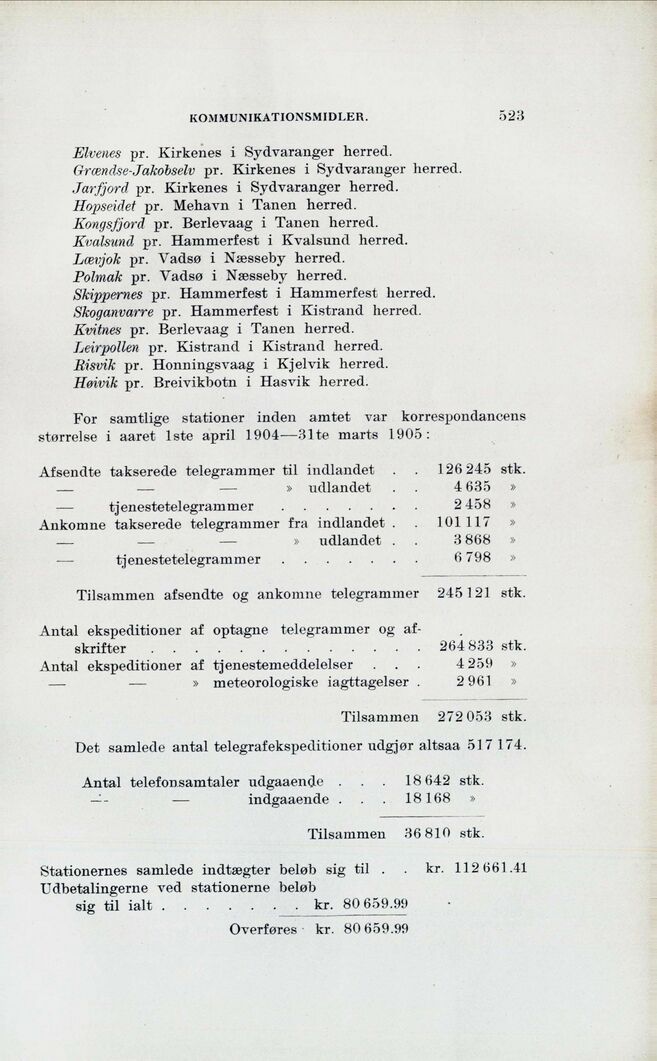 KOMMUNIKATIONSMIDLER. 523
Elvenes pr. Kirkenes i Sydvaranger herred.
Grændse-Jakobselv pr. Kirkenes i Sydvaranger herred.
Jarfjord pr. Kirkenes i Sydvaranger herred.
Hopseidet pr. Mehavn i Tanen herred.
Kongsfjord pr. Berlevaag i Tanen herred.
Kvalsund pr. Hammerfest i Kvalsund herred.
Lævjok pr. Vadsø i Næsseby herred.
Polmak pr. Vadsø i Næsseby herred.
Skippernes pr. Hammerfest i Hammerfest herred.
Skoganvarre pr. Hammerfest i Kistrand herred.
Kvitnes pr. Berlevaag i Tanen herred.
Leirpollen pr. Kistrand i Kistrand herred.
Risvik pr. Honningsvaag i Kjelvik herred.
Høivik pr. Breivikbotn i Hasvik herred.
For samtlige stationer inden amtet var korrespondancens
størrelse i aaret 1ste april 1904—31te marts 1905:
Afsendte takserede telegrammer til indlandet . . 126 245 stk.
— — — » udlandet . . 4 635 »
— tjenestetelegrammer . . . . . . 2 458 »
Ankomne takserede telegrammer fra indlandet . . 101 117 »
— — — » udlandet . . 3 868 »
— tjenestetelegrammer . . . . . . . 6 798 »
Tilsammen afsendte og ankomne telegrammer 245 121 stk.
Antal ekspeditioner af optagne telegrammer og af-
skrifter . . . . . . . . . . . . . 264 833 stk.
Antal ekspeditioner af tjenestemeddelelser . . . 4 259 »
— — » meteorologiske iagttagelser . 2 961 »
Tilsammen 272 053 stk.
Det samlede antal telegrafekspeditioner udgjør altsaa 517 174.
Antal telefonsamtaler udgaaende . . . 18 642 stk.
— — indgaaende . . . 18 168 »
Tilsammen 36 810 stk.
Stationernes samlede indtægter beløb sig til . . kr. 112 661.41
Udbetalingerne ved stationerne beløb
sig til ialt . . . . . . . kr. 80 659.99
Overføres kr. 80 659.99